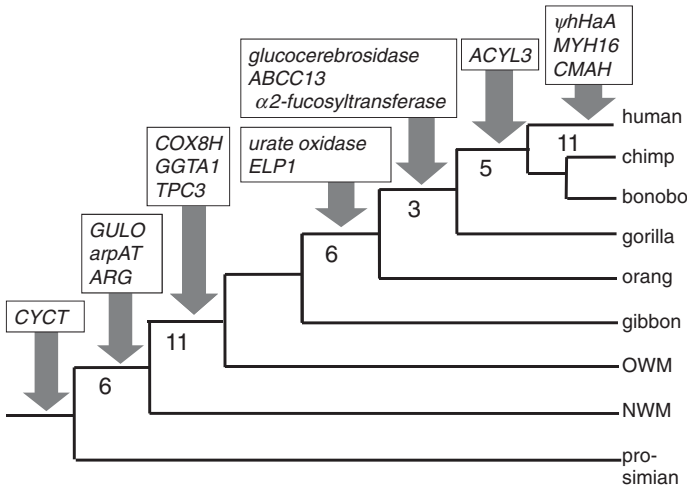 ψhHaA
MYH16
CMAH
glucocerebrosidase
ABCC13
α2-fucosyltransferase
ACYL3
COX8H
GGTA1
TPC3
urate oxidase
ELP1
GULO
arpAT
ARG
CYCT
human
11
chimp
5
bonobo
3
gorilla
6
orang
gibbon
11
OWM
6
NWM
pro-
simian